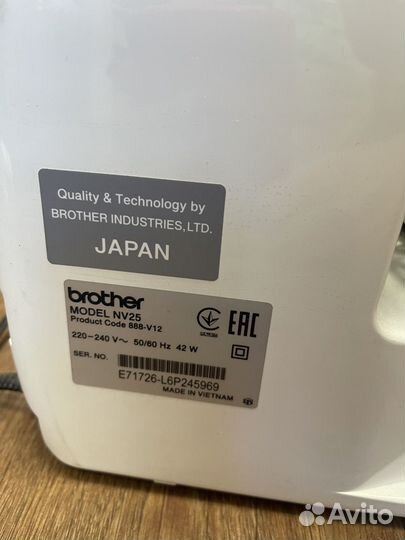 Quality & Technology by
BROTHER INDUSTRIES,LTD.
JAPAN
brother
MODEL NV25
Product Code 888-V12
220-240 V~ 50/60 Hz 42 W
SER. NO.
E71726-L6P245969
MADE IN VIETNAM
EAC
Avito